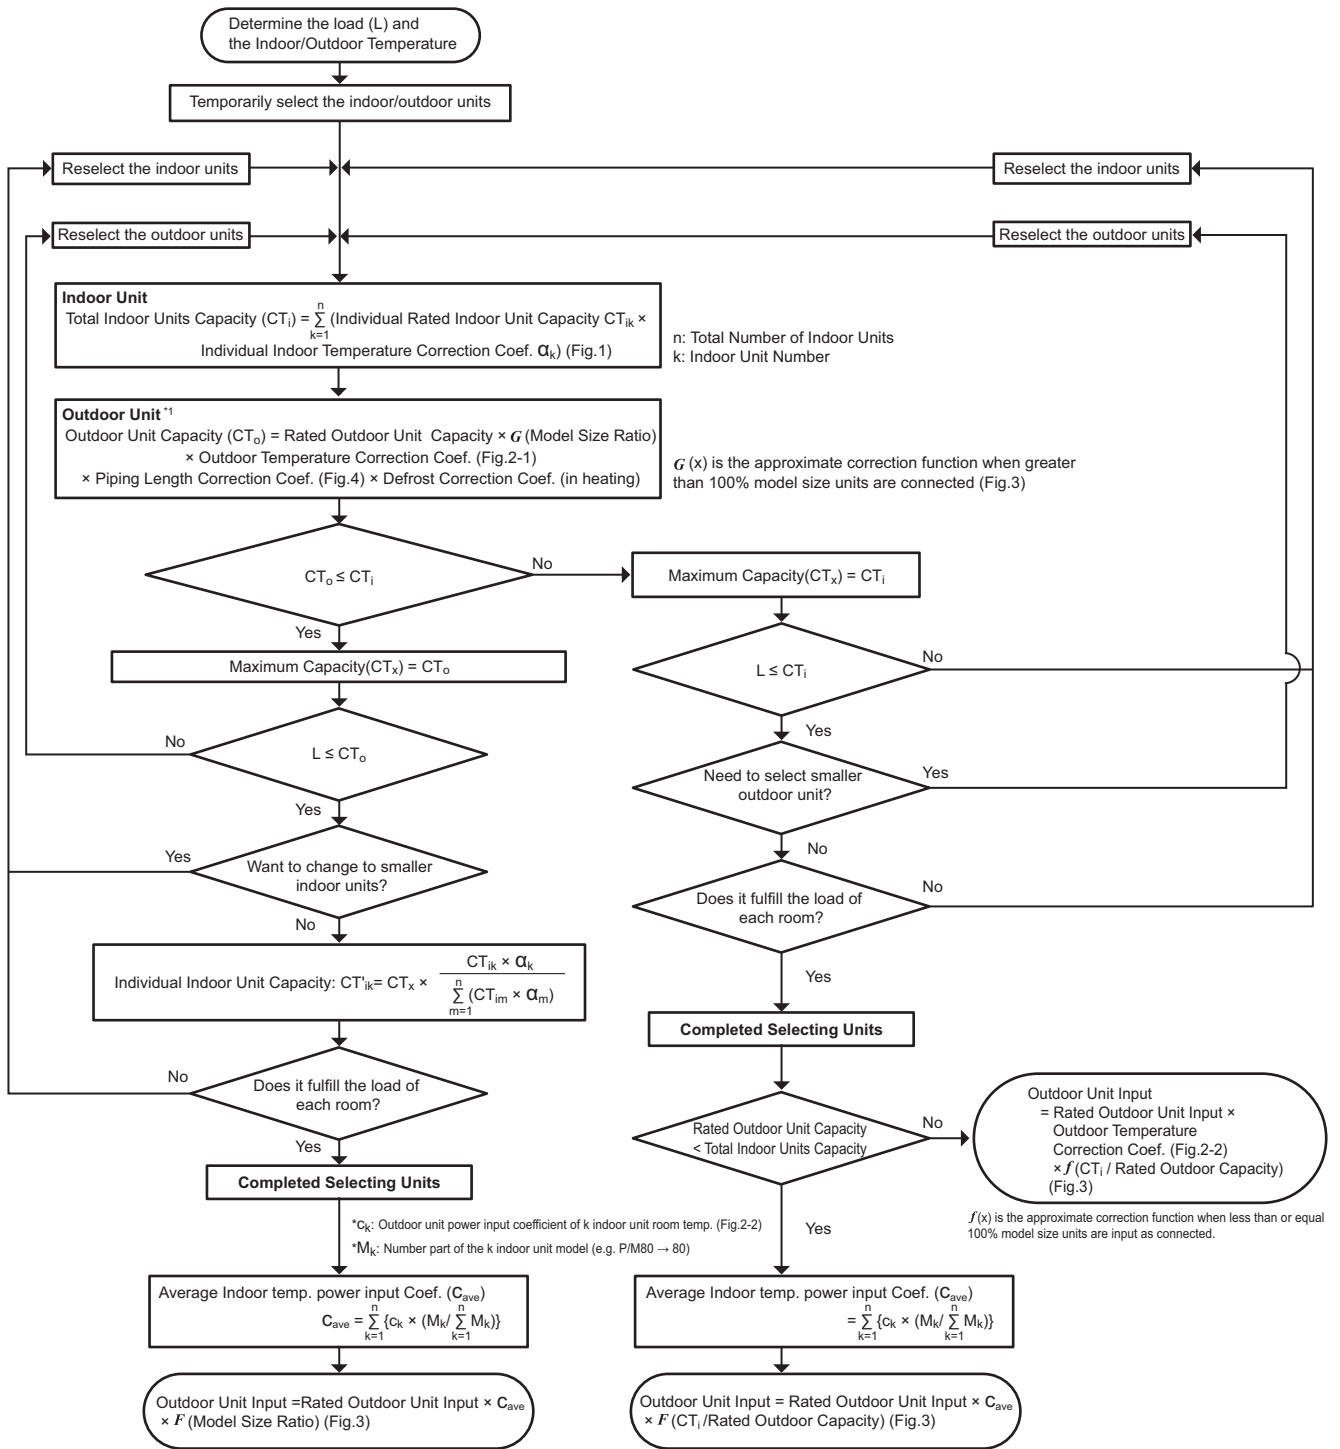 Determine the load (L) and
the Indoor/Outdoor Temperature
Temporarily select the indoor/outdoor units
Reselect the indoor units
Reselect the indoor units
Reselect the outdoor units
Reselect the outdoor units
Indoor Unit
Total Indoor Units Capacity (CTi) = n∑k=1 (Individual Rated Indoor Unit Capacity CTik ×
Individual Indoor Temperature Correction Coef. αk) (Fig.1)
n: Total Number of Indoor Units
k: Indoor Unit Number
Outdoor Unit *1
Outdoor Unit Capacity (CTo) = Rated Outdoor Unit Capacity × G (Model Size Ratio)
× Outdoor Temperature Correction Coef. (Fig.2-1)
× Piping Length Correction Coef. (Fig.4) × Defrost Correction Coef. (in heating)
G (x) is the approximate correction function when greater
than 100% model size units are connected (Fig.3)
CTo ≤ CTi
No
Yes
Maximum Capacity(CTx) = CTo
L ≤ CTo
No
Yes
Want to change to smaller
indoor units?
Yes
No
Individual Indoor Unit Capacity: CT'ik= CTx × CTik × αk / n∑m=1 (CTim × αm)
Does it fulfill the load of
each room?
No
Yes
Completed Selecting Units
*ck: Outdoor unit power input coefficient of k indoor unit room temp. (Fig.2-2)
*Mk: Number part of the k indoor unit model (e.g. P/M80 → 80)
Average Indoor temp. power input Coef. (Cave)
Cave = n∑k=1 {ck × (Mk/ n∑k=1 Mk)}
Outdoor Unit Input =Rated Outdoor Unit Input × Cave
× F (Model Size Ratio) (Fig.3)
Maximum Capacity(CTx) = CTi
L ≤ CTi
No
Yes
Need to select smaller
outdoor unit?
Yes
No
Does it fulfill the load of
each room?
No
Yes
Completed Selecting Units
Rated Outdoor Unit Capacity
< Total Indoor Units Capacity
No
Yes
Outdoor Unit Input
= Rated Outdoor Unit Input ×
Outdoor Temperature
Correction Coef. (Fig.2-2)
× f (CTi / Rated Outdoor Capacity)
(Fig.3)
f (x) is the approximate correction function when less than or equal
100% model size units are input as connected.
Average Indoor temp. power input Coef. (Cave)
= n∑k=1 {ck × (Mk/ n∑k=1 Mk)}
Outdoor Unit Input = Rated Outdoor Unit Input × Cave
× F (CTi /Rated Outdoor Capacity) (Fig.3)